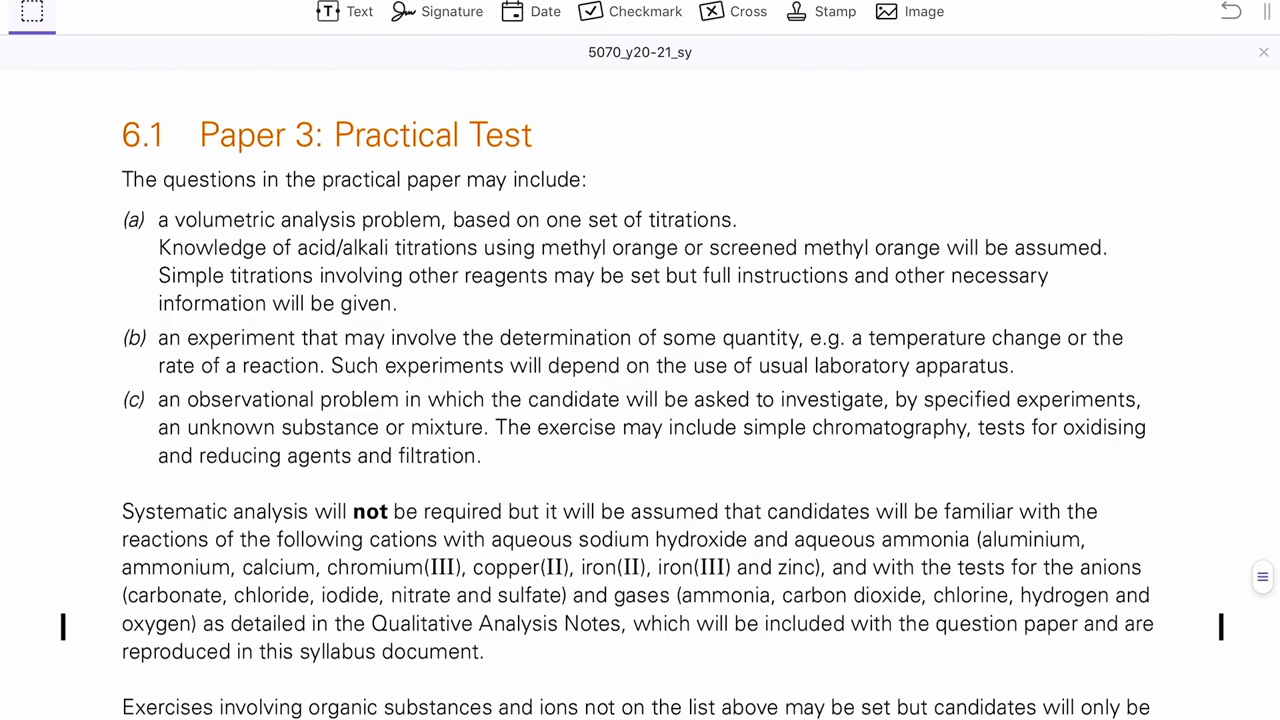 Text Signature Date Checkmark Cross Stamp Image
5070_y20-21_sy
6.1 Paper 3: Practical Test
The questions in the practical paper may include:
(a) a volumetric analysis problem, based on one set of titrations.
Knowledge of acid/alkali titrations using methyl orange or screened methyl orange will be assumed.
Simple titrations involving other reagents may be set but full instructions and other necessary
information will be given.
(b) an experiment that may involve the determination of some quantity, e.g. a temperature change or the
rate of a reaction. Such experiments will depend on the use of usual laboratory apparatus.
(c) an observational problem in which the candidate will be asked to investigate, by specified experiments,
an unknown substance or mixture. The exercise may include simple chromatography, tests for oxidising
and reducing agents and filtration.
Systematic analysis will not be required but it will be assumed that candidates will be familiar with the
reactions of the following cations with aqueous sodium hydroxide and aqueous ammonia (aluminium,
ammonium, calcium, chromium(III), copper(II), iron(II), iron(III) and zinc), and with the tests for the anions
(carbonate, chloride, iodide, nitrate and sulfate) and gases (ammonia, carbon dioxide, chlorine, hydrogen and
oxygen) as detailed in the Qualitative Analysis Notes, which will be included with the question paper and are
reproduced in this syllabus document.
Exercises involving organic substances and ions not on the list above may be set but candidates will only be